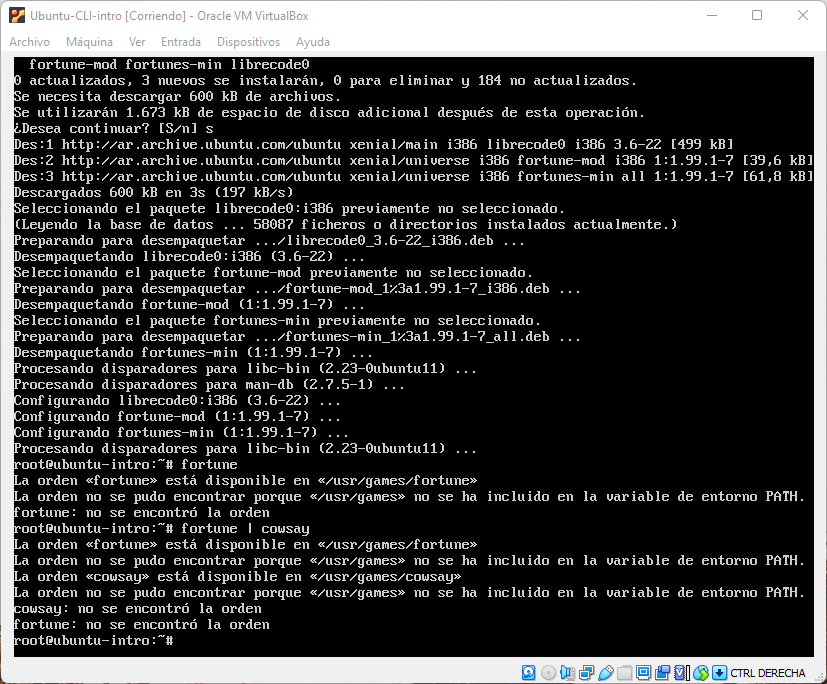 Ubuntu-CLI-intro [Corriendo] - Oracle VM VirtualBox
Archivo Máquina Ver Entrada Dispositivos Ayuda
fortune-mod fortunes-min librecode0
0 actualizados, 3 nuevos se instalarán, 0 para eliminar y 184 no actualizados.
Se necesita descargar 600 kB de archivos.
Se utilizarán 1.673 kB de espacio de disco adicional después de esta operación.
¿Desea continuar? [S/n] s
Des:1 http://ar.archive.ubuntu.com/ubuntu xenial/main i386 librecode0 i386 3.6-22 [499 kB]
Des:2 http://ar.archive.ubuntu.com/ubuntu xenial/universe i386 fortune-mod i386 1:1.99.1-7 [39,6 kB]
Des:3 http://ar.archive.ubuntu.com/ubuntu xenial/universe i386 fortunes-min all 1:1.99.1-7 [61,8 kB]
Descargados 600 kB en 3s (197 kB/s)
Seleccionando el paquete librecode0:i386 previamente no seleccionado.
(Leyendo la base de datos ... 58087 ficheros o directorios instalados actualmente.)
Preparando para desempaquetar .../librecode0_3.6-22_i386.deb ...
Desempaquetando librecode0:i386 (3.6-22) ...
Seleccionando el paquete fortune-mod previamente no seleccionado.
Preparando para desempaquetar .../fortune-mod_1%3a1.99.1-7_i386.deb ...
Desempaquetando fortune-mod (1:1.99.1-7) ...
Seleccionando el paquete fortunes-min previamente no seleccionado.
Preparando para desempaquetar .../fortunes-min_1%3a1.99.1-7_all.deb ...
Desempaquetando fortunes-min (1:1.99.1-7) ...
Procesando disparadores para libc-bin (2.23-0ubuntu11) ...
Procesando disparadores para man-db (2.7.5-1) ...
Configurando librecode0:i386 (3.6-22) ...
Configurando fortune-mod (1:1.99.1-7) ...
Configurando fortunes-min (1:1.99.1-7) ...
Procesando disparadores para libc-bin (2.23-0ubuntu11) ...
root@ubuntu-intro:~# fortune
La orden «fortune» está disponible en «/usr/games/fortune»
La orden no se pudo encontrar porque «/usr/games» no se ha incluido en la variable de entorno PATH.
fortune: no se encontró la orden
root@ubuntu-intro:~# fortune | cowsay
La orden «fortune» está disponible en «/usr/games/fortune»
La orden no se pudo encontrar porque «/usr/games» no se ha incluido en la variable de entorno PATH.
La orden «cowsay» está disponible en «/usr/games/cowsay»
La orden no se pudo encontrar porque «/usr/games» no se ha incluido en la variable de entorno PATH.
cowsay: no se encontró la orden
fortune: no se encontró la orden
root@ubuntu-intro:~#
CTRL DERECHA